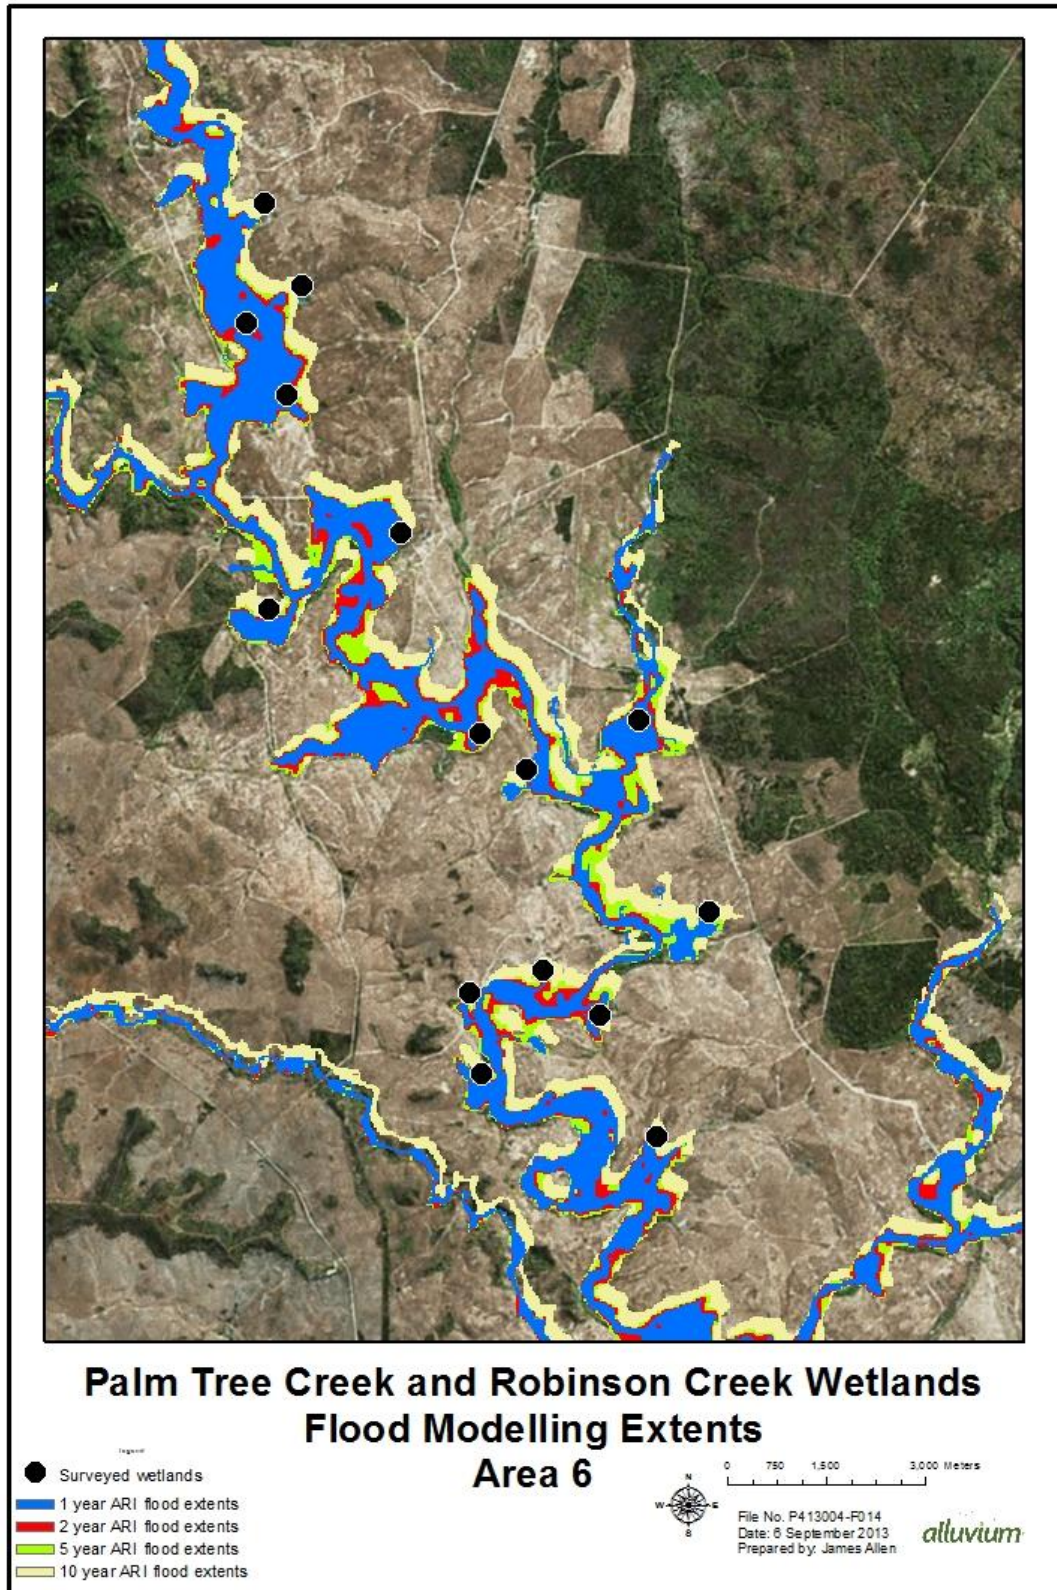 Palm Tree Creek and Robinson Creek Wetlands
Flood Modelling Extents
Area 6
legend
Surveyed wetlands
1 year ARI flood extents
2 year ARI flood extents
5 year ARI flood extents
10 year ARI flood extents
N
W E
S
0 750 1,500 3,000 Meters
File No. P413004-F014
Date: 6 September 2013
Prepared by: James Allen
alluvium